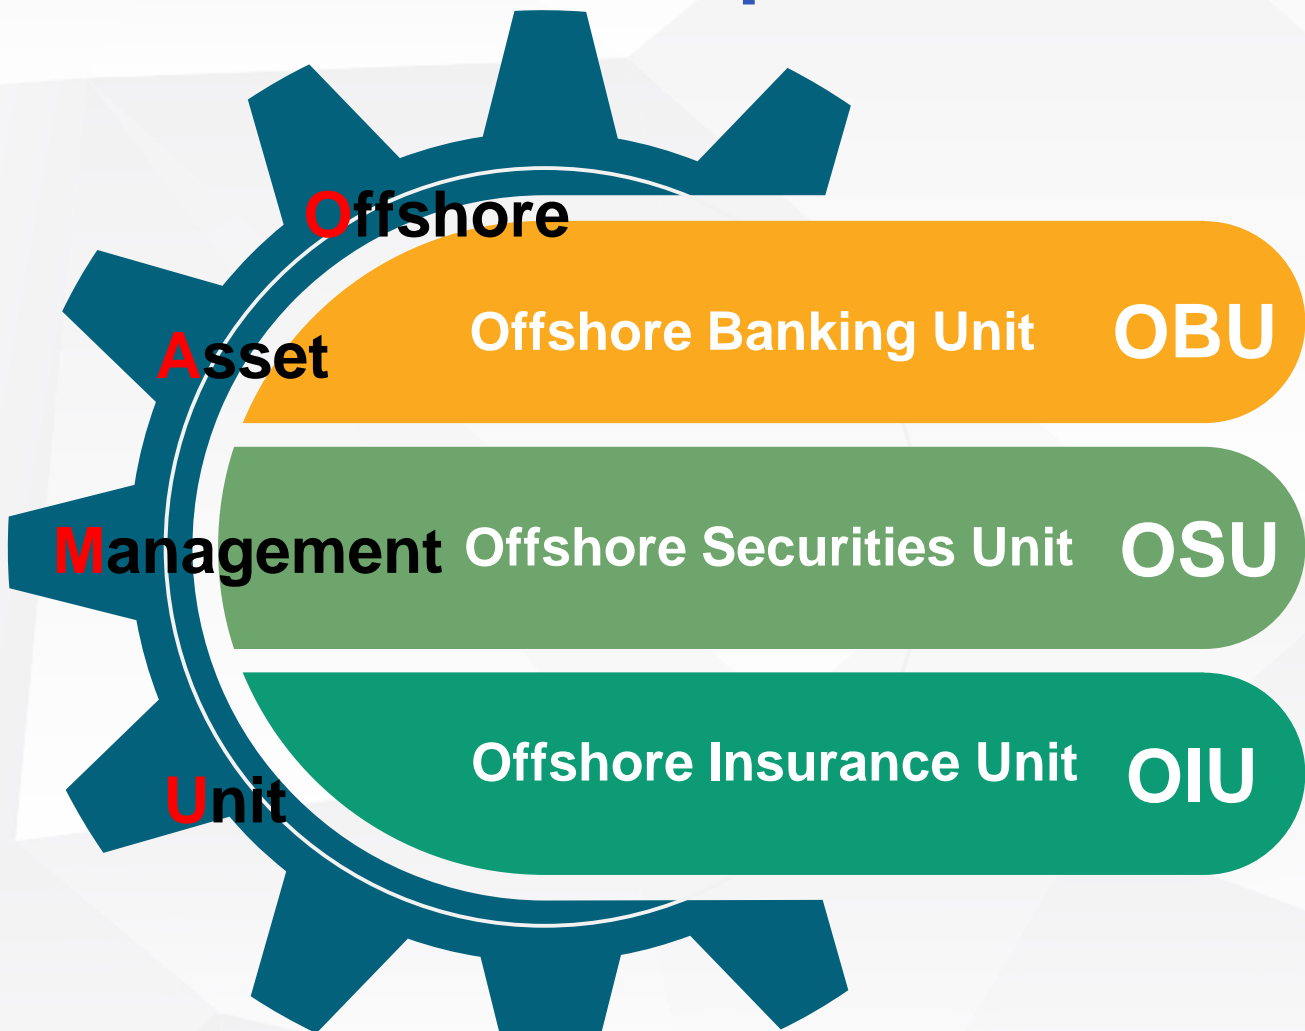 Offshore
Asset
Management
Unit
Offshore Banking Unit OBU
Offshore Securities Unit OSU
Offshore Insurance Unit OIU